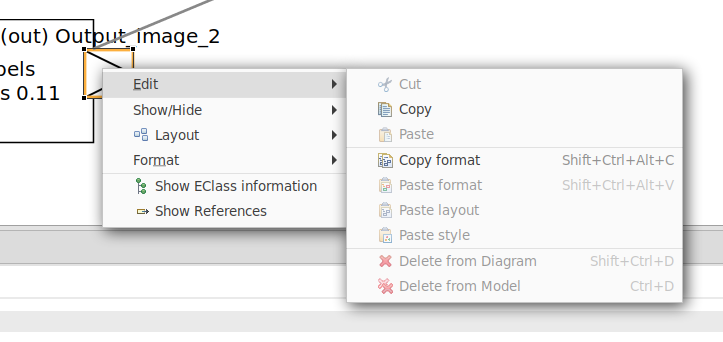 (out) Output_image_2
pels
s 0.11
Edit
Show/Hide
Layout
Format
Show EClass information
Show References
Cut
Copy
Paste
Copy format Shift+Ctrl+Alt+C
Paste format Shift+Ctrl+Alt+V
Paste layout
Paste style
Delete from Diagram Shift+Ctrl+D
Delete from Model Ctrl+D